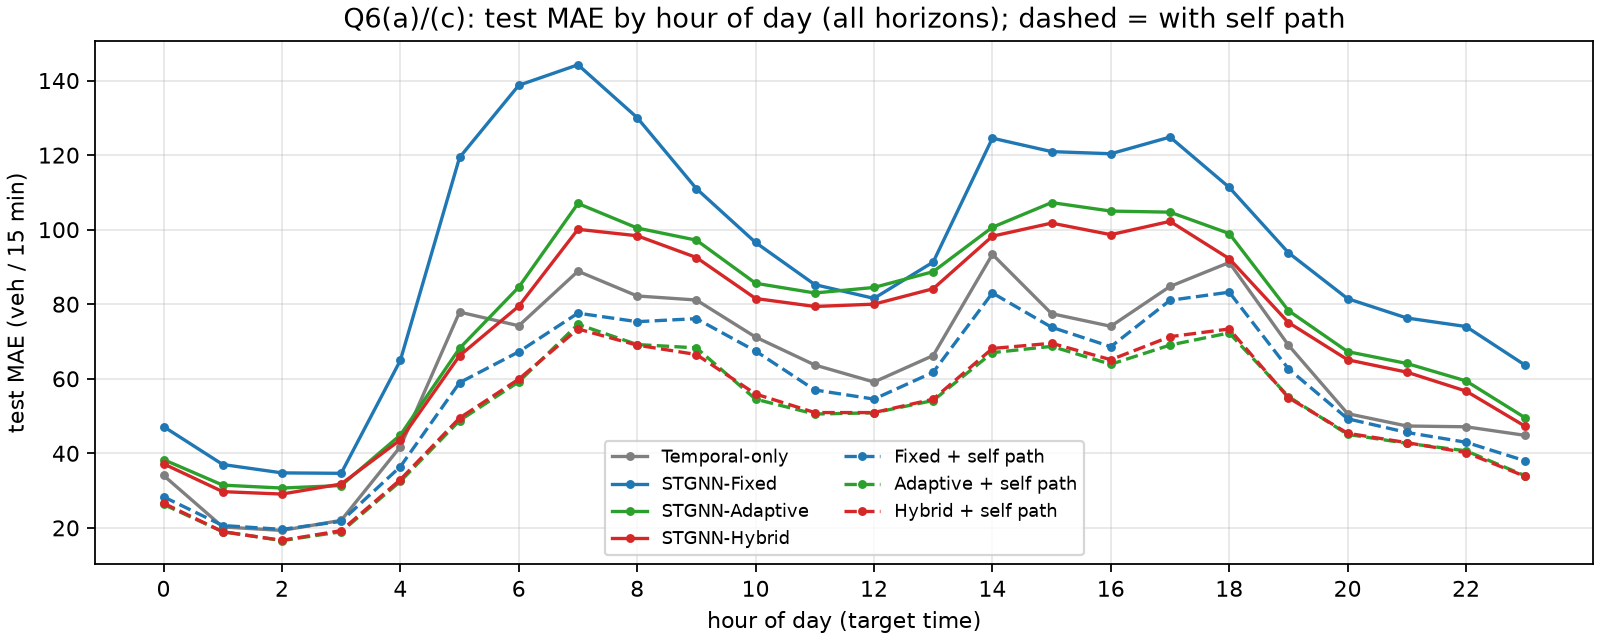 Q6(a)/(c): test MAE by hour of day (all horizons); dashed = with self path
test MAE (veh / 15 min)
140
120
100
80
60
40
20
0 2 4 6 8 10 12 14 16 18 20 22
hour of day (target time)
Temporal-only
STGNN-Fixed
STGNN-Adaptive
STGNN-Hybrid
Fixed + self path
Adaptive + self path
Hybrid + self path